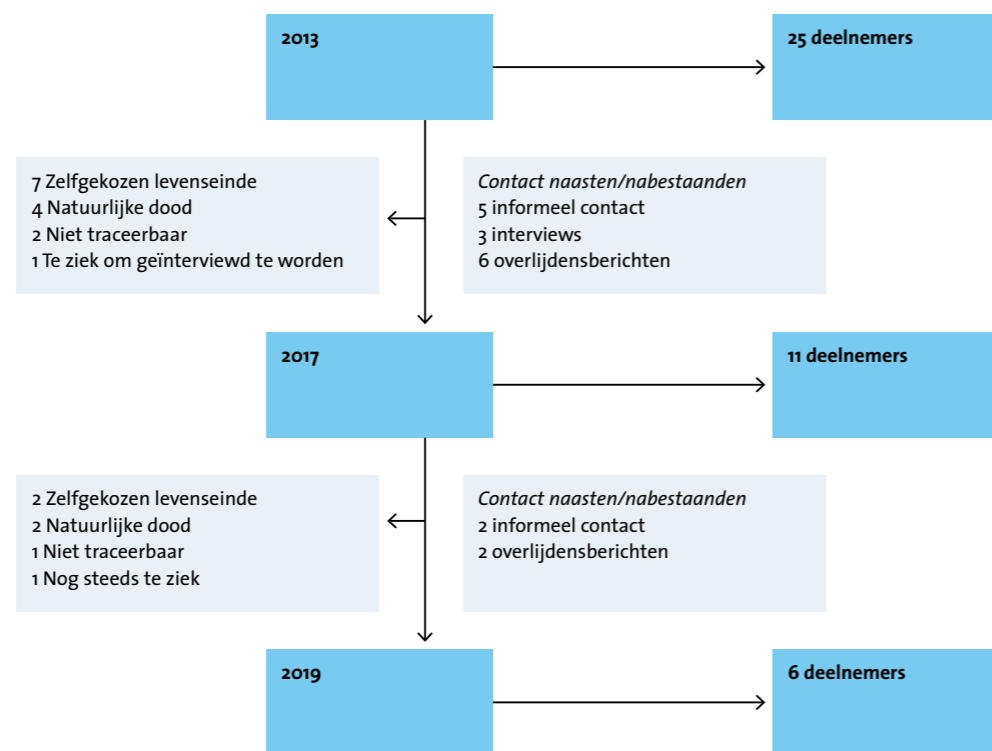 2013
25 deelnemers
7 Zelfgekozen levenseinde
4 Natuurlijke dood
2 Niet traceerbaar
1 Te ziek om geïnterviewd te worden
Contact naasten/nabestaanden
5 informeel contact
3 interviews
6 overlijdensberichten
2017
11 deelnemers
2 Zelfgekozen levenseinde
2 Natuurlijke dood
1 Niet traceerbaar
1 Nog steeds te ziek
Contact naasten/nabestaanden
2 informeel contact
2 overlijdensberichten
2019
6 deelnemers